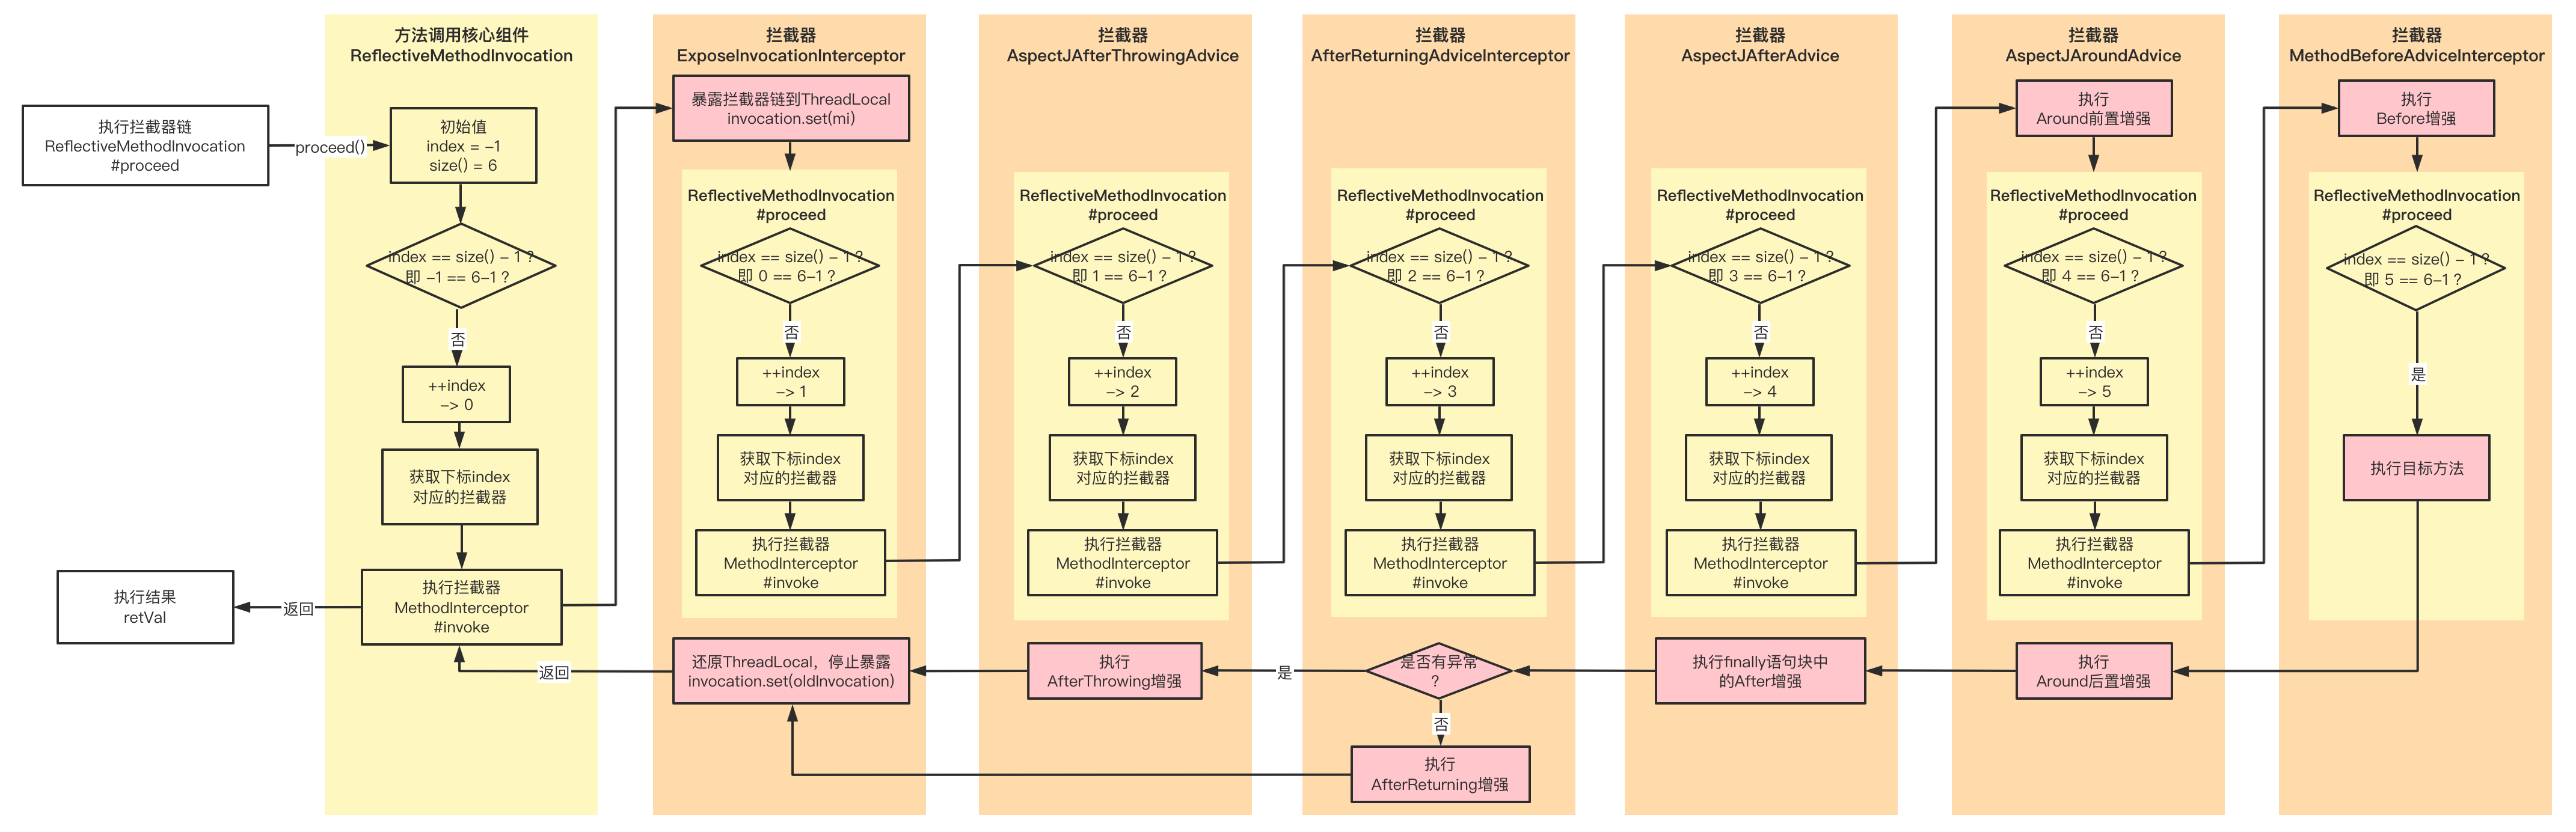 执行拦截器链
ReflectiveMethodInvocation
#proceed
proceed()
方法调用核心组件
ReflectiveMethodInvocation
初始值
index = -1
size() = 6
index == size() - 1 ?
即 -1 == 6-1 ?
否
++index
-> 0
获取下标index
对应的拦截器
执行拦截器
MethodInterceptor
#invoke
返回
执行结果
retVal
拦截器
ExposeInvocationInterceptor
暴露拦截器链到ThreadLocal
invocation.set(mi)
ReflectiveMethodInvocation
#proceed
index == size() - 1 ?
即 0 == 6-1 ?
否
++index
-> 1
获取下标index
对应的拦截器
执行拦截器
MethodInterceptor
#invoke
还原ThreadLocal，停止暴露
invocation.set(oldInvocation)
返回
拦截器
AspectJAfterThrowingAdvice
ReflectiveMethodInvocation
#proceed
index == size() - 1 ?
即 1 == 6-1 ?
否
++index
-> 2
获取下标index
对应的拦截器
执行拦截器
MethodInterceptor
#invoke
执行
AfterThrowing增强
是
拦截器
AfterReturningAdviceInterceptor
ReflectiveMethodInvocation
#proceed
index == size() - 1 ?
即 2 == 6-1 ?
否
++index
-> 3
获取下标index
对应的拦截器
执行拦截器
MethodInterceptor
#invoke
是否有异常
?
否
执行
AfterReturning增强
拦截器
AspectJAfterAdvice
ReflectiveMethodInvocation
#proceed
index == size() - 1 ?
即 3 == 6-1 ?
否
++index
-> 4
获取下标index
对应的拦截器
执行拦截器
MethodInterceptor
#invoke
执行finally语句块中
的After增强
拦截器
AspectJAroundAdvice
执行
Around前置增强
ReflectiveMethodInvocation
#proceed
index == size() - 1 ?
即 4 == 6-1 ?
否
++index
-> 5
获取下标index
对应的拦截器
执行拦截器
MethodInterceptor
#invoke
执行
Around后置增强
拦截器
MethodBeforeAdviceInterceptor
执行
Before增强
ReflectiveMethodInvocation
#proceed
index == size() - 1 ?
即 5 == 6-1 ?
是
执行目标方法